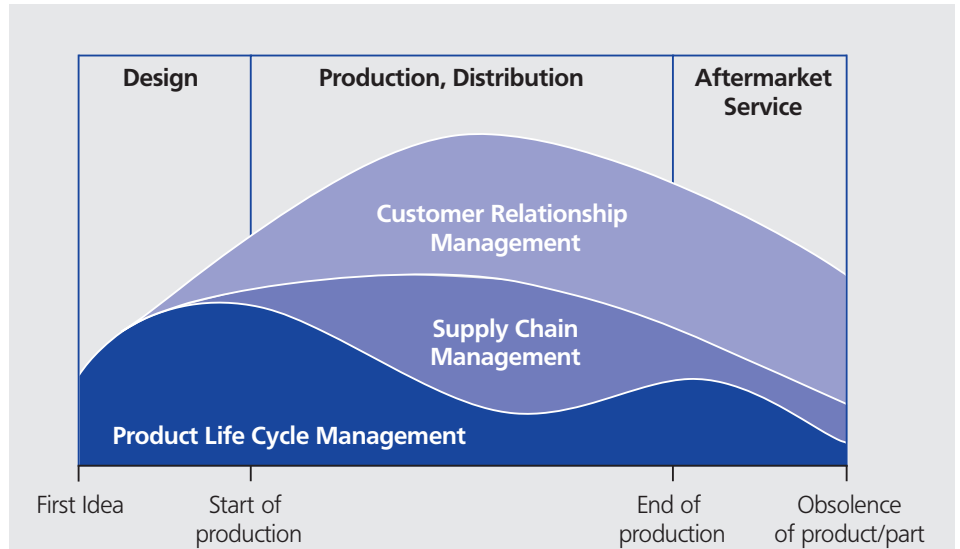 Design
Production, Distribution
Aftermarket
Service
Customer Relationship
Management
Supply Chain
Management
Product Life Cycle Management
First Idea
Start of
production
End of
production
Obsolence
of product/part